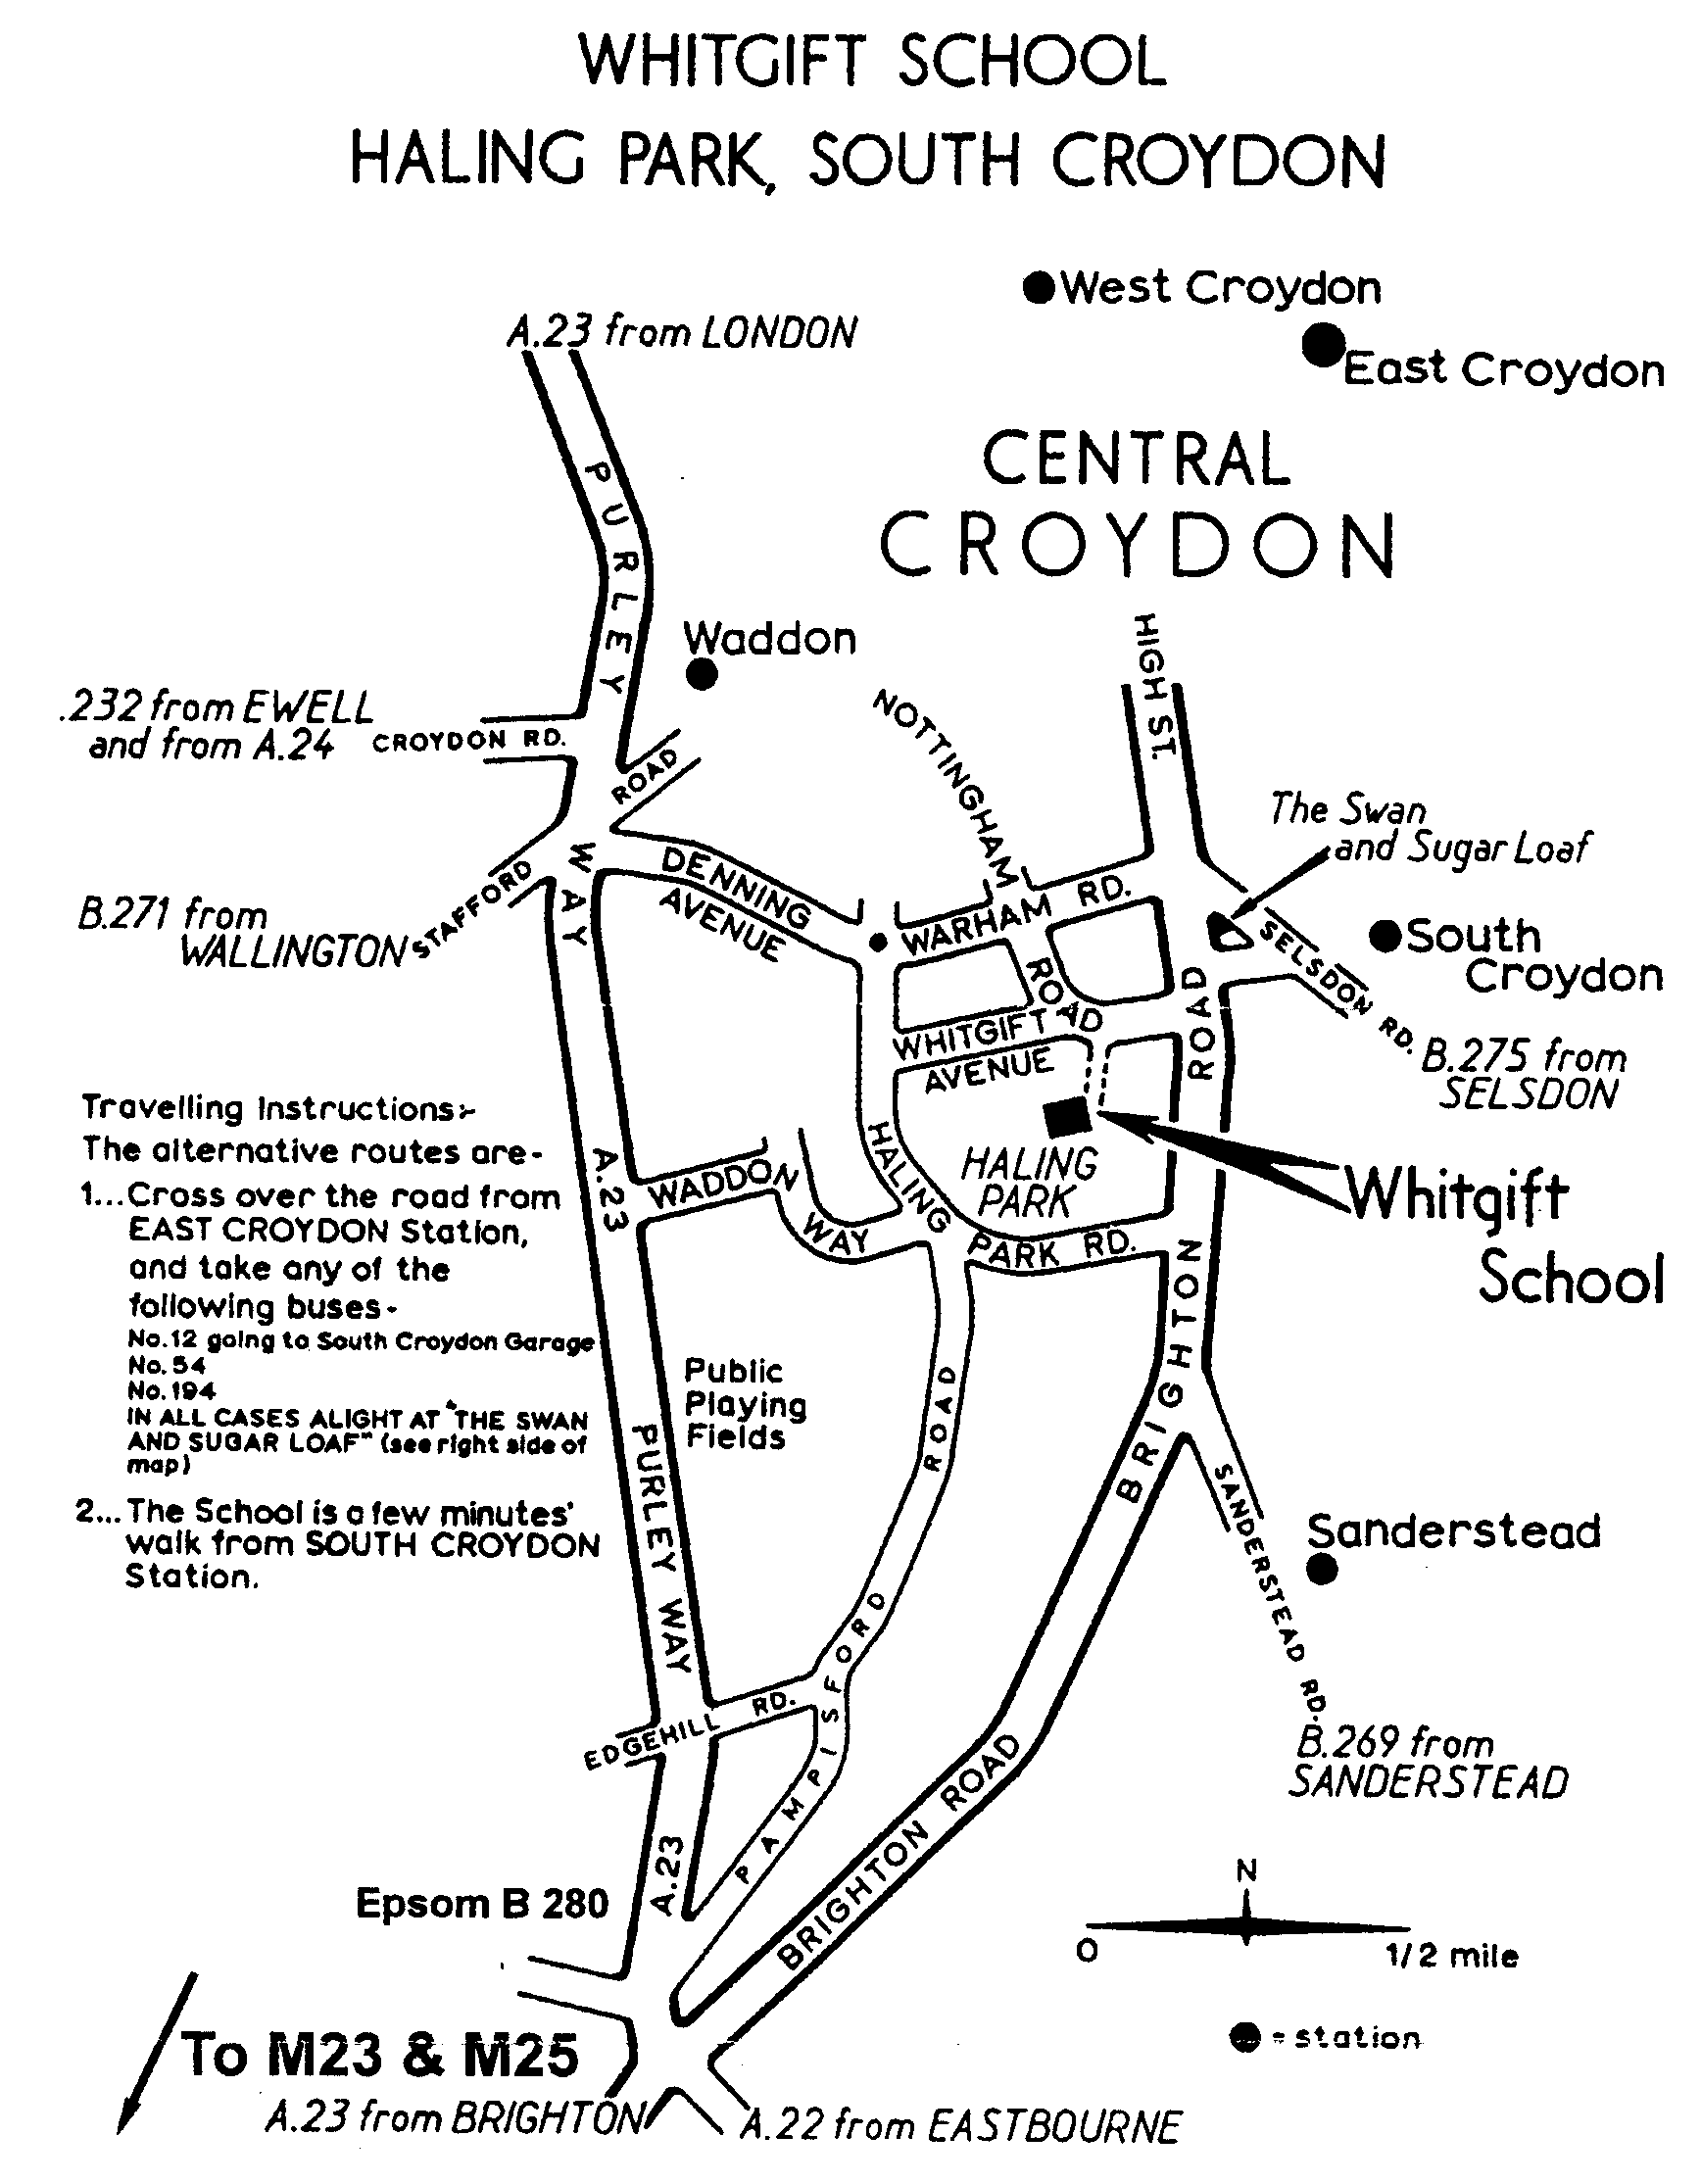 WHITGIFT SCHOOL
HALING PARK, SOUTH CROYDON
West Croydon
A.23 from LONDON
East Croydon
CENTRAL
CROYDON
PURLEY
HIGH ST.
Waddon
.232 from EWELL
and from A.24
CROYDON RD.
NOTTINGHAM
ROAD
The Swan
and Sugar Loaf
WAY
DENNING
AVENUE
WARHAM RD.
B.271 from
WALLINGTON
STAFFORD
ROAD
SELSDON RD.
South
Croydon
WHITGIFT
AVENUE
ROAD
B.275 from
SELSDON
Travelling Instructions:-
The alternative routes are-
1...Cross over the road from
EAST CROYDON Station,
and take any of the
following buses-
No.12 going to South Croydon Garage
No.54
No.194
IN ALL CASES ALIGHT AT "THE SWAN
AND SUGAR LOAF" (see right side of
map)
2...The School is a few minutes'
walk from SOUTH CROYDON
Station.
A.23
WADDON
WAY
HALING
PARK RD.
HALING
PARK
Whitgift
School
BRIGHTON
Public
Playing
Fields
ROAD
PURLEY WAY
SANDERSTEAD RD.
Sanderstead
PAMPISFORD
EDGEHILL RD.
B.269 from
SANDERSTEAD
BRIGHTON ROAD
A.23
Epsom B 280
N
0
1/2 mile
= station
To M23 & M25
A.23 from BRIGHTON
A.22 from EASTBOURNE